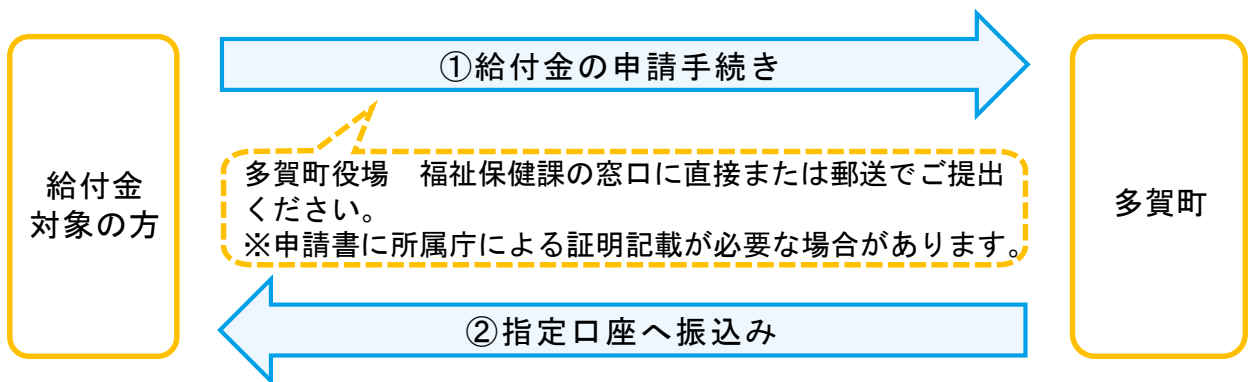 ①給付金の申請手続き
給付金
対象の方
多賀町役場　福祉保健課の窓口に直接または郵送でご提出
ください。
※申請書に所属庁による証明記載が必要な場合があります。
多賀町
②指定口座へ振込み